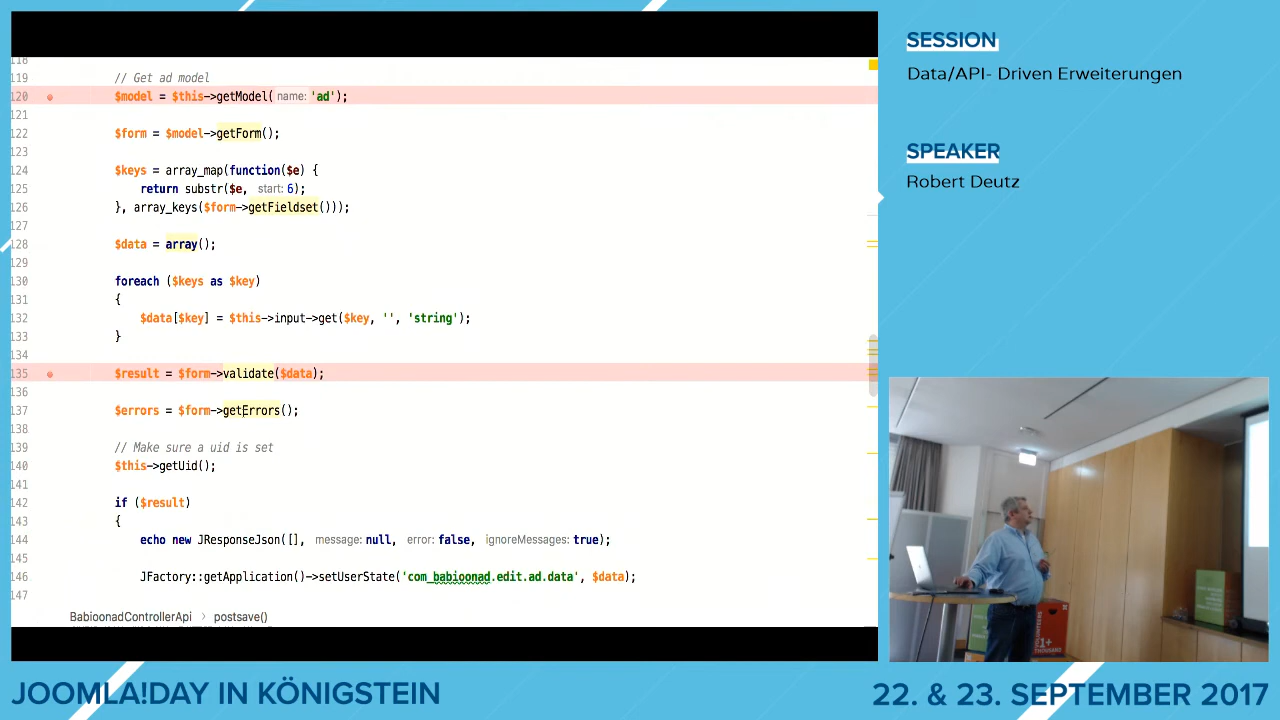 118
119 // Get ad model
120 $model = $this->getModel( name: 'ad');
121
122 $form = $model->getForm();
123
124 $keys = array_map(function($e) {
125 return substr($e, start: 6);
126 }, array_keys($form->getFieldset()));
127
128 $data = array();
129
130 foreach ($keys as $key)
131 {
132 $data[$key] = $this->input->get($key, '', 'string');
133 }
134
135 $result = $form->validate($data);
136
137 $errors = $form->getErrors();
138
139 // Make sure a uid is set
140 $this->getUid();
141
142 if ($result)
143 {
144 echo new JResponseJson([], message: null, error: false, ignoreMessages: true);
145
146 JFactory::getApplication()->setUserState('com_babioonad.edit.ad.data', $data);
147
BabioonadControllerApi > postsave()
SESSION
Data/API- Driven Erweiterungen
SPEAKER
Robert Deutz
JOOMLA!DAY IN KÖNIGSTEIN
22. & 23. SEPTEMBER 2017